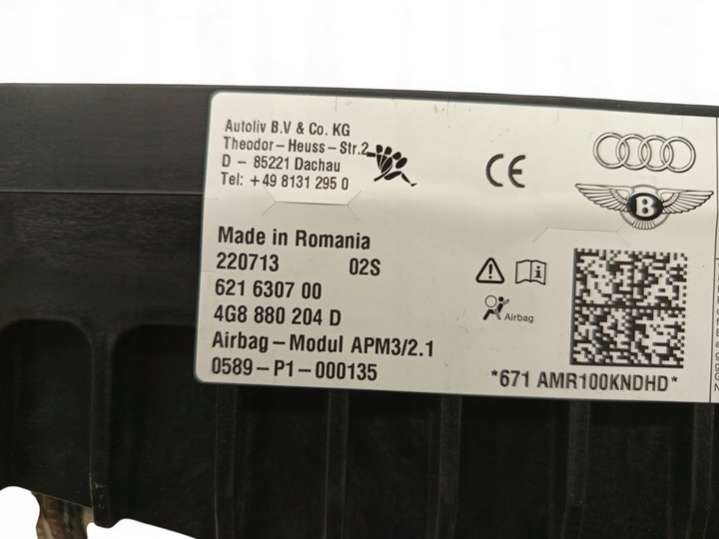 Autoliv B.V & Co. KG
Theodor-Heuss-Str.2
D - 85221 Dachau
Tel: +49 8131 295 0
CE
B
Made in Romania
220713 02S
621 6307 00
4G8 880 204 D
Airbag-Modul APM3/2.1
0589-P1-000135
Airbag
*671 AMR100KNDHD*